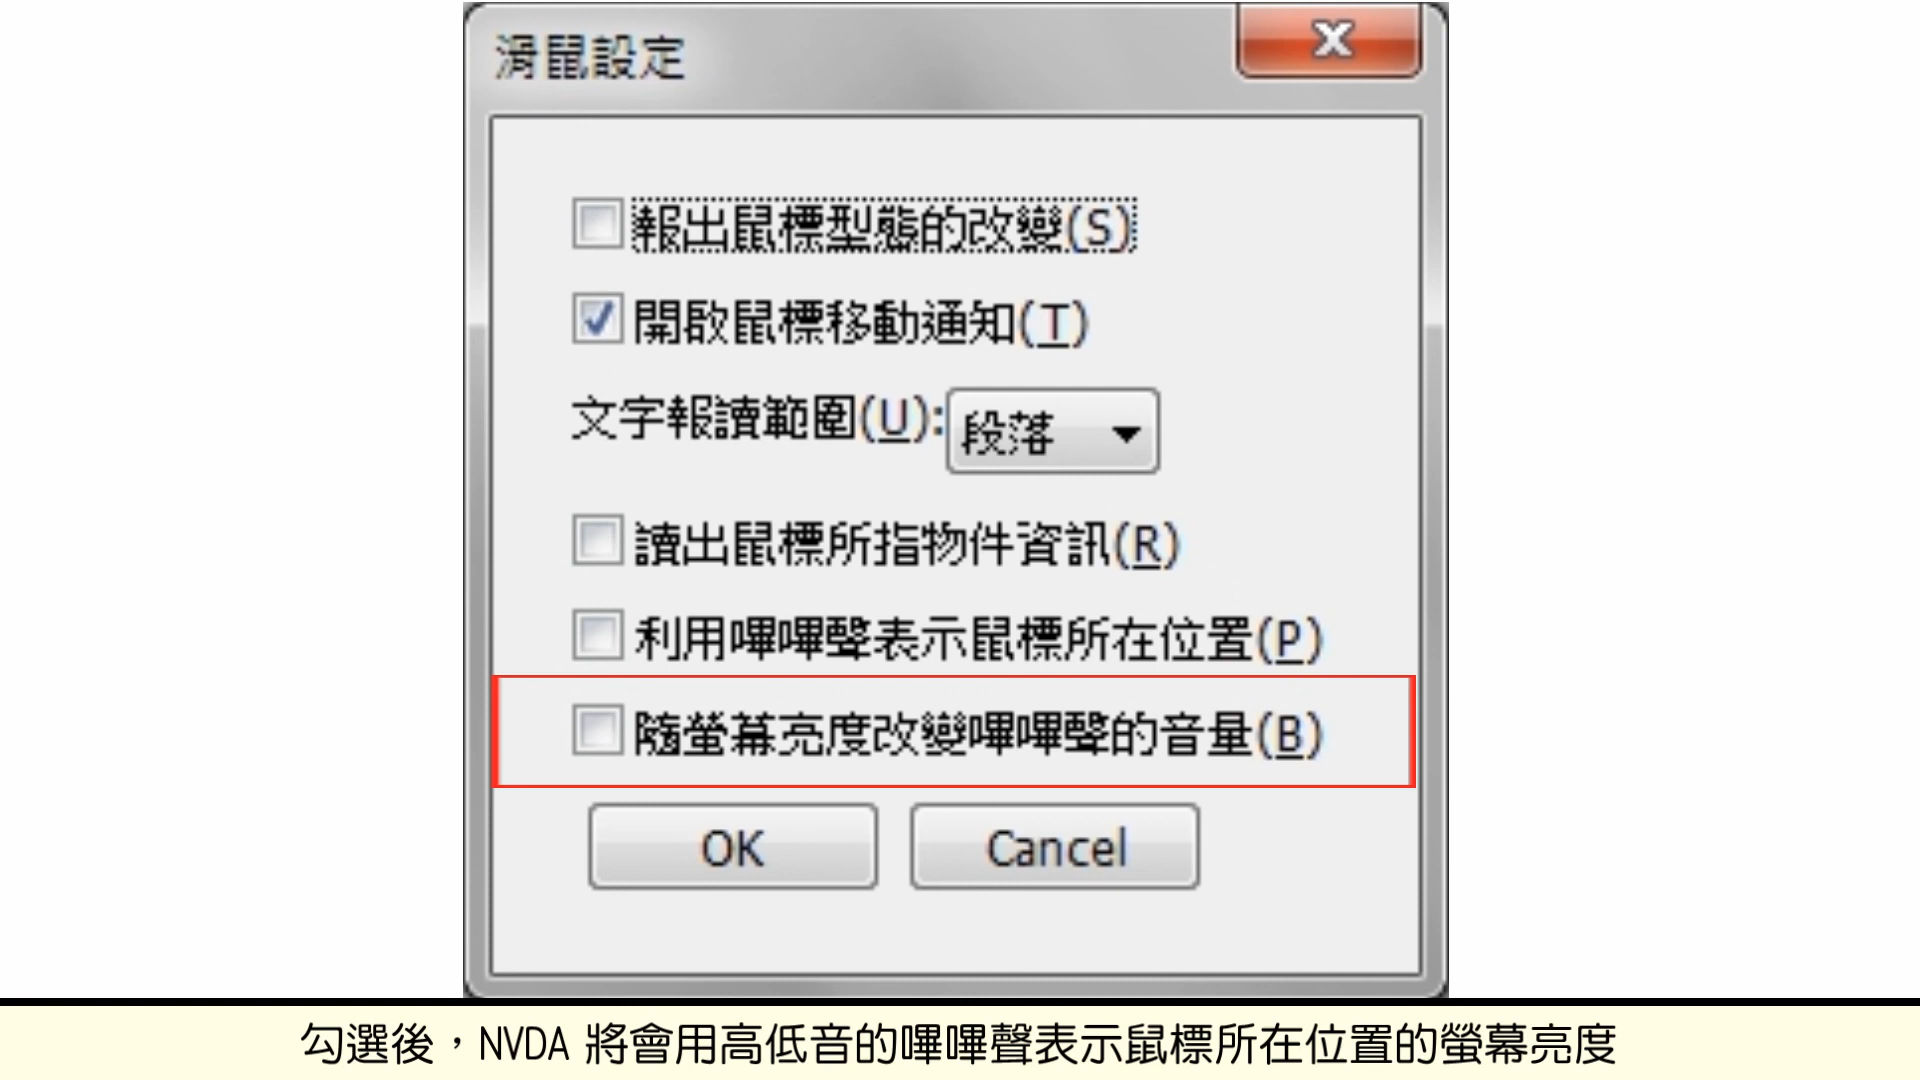 滑鼠設定
報出鼠標型態的改變(S)
開啟鼠標移動通知(T)
文字報讀範圍(U): 段落
讀出鼠標所指物件資訊(R)
利用嗶嗶聲表示鼠標所在位置(P)
隨螢幕亮度改變嗶嗶聲的音量(B)
OK Cancel
勾選後，NVDA 將會用高低音的嗶嗶聲表示鼠標所在位置的螢幕亮度